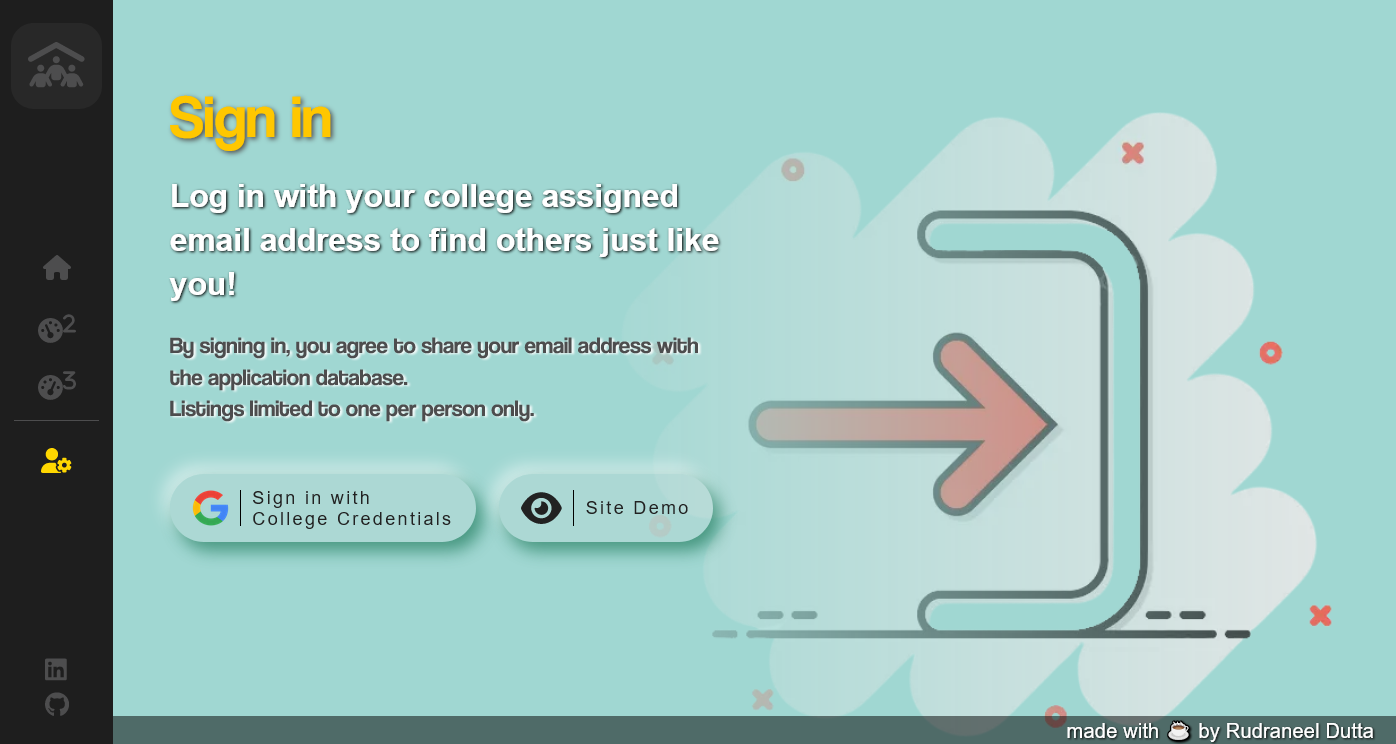 2
3
Sign in
Log in with your college assigned
email address to find others just like
you!
By signing in, you agree to share your email address with
the application database.
Listings limited to one per person only.
Sign in with
College Credentials
Site Demo
made with ☕ by Rudraneel Dutta